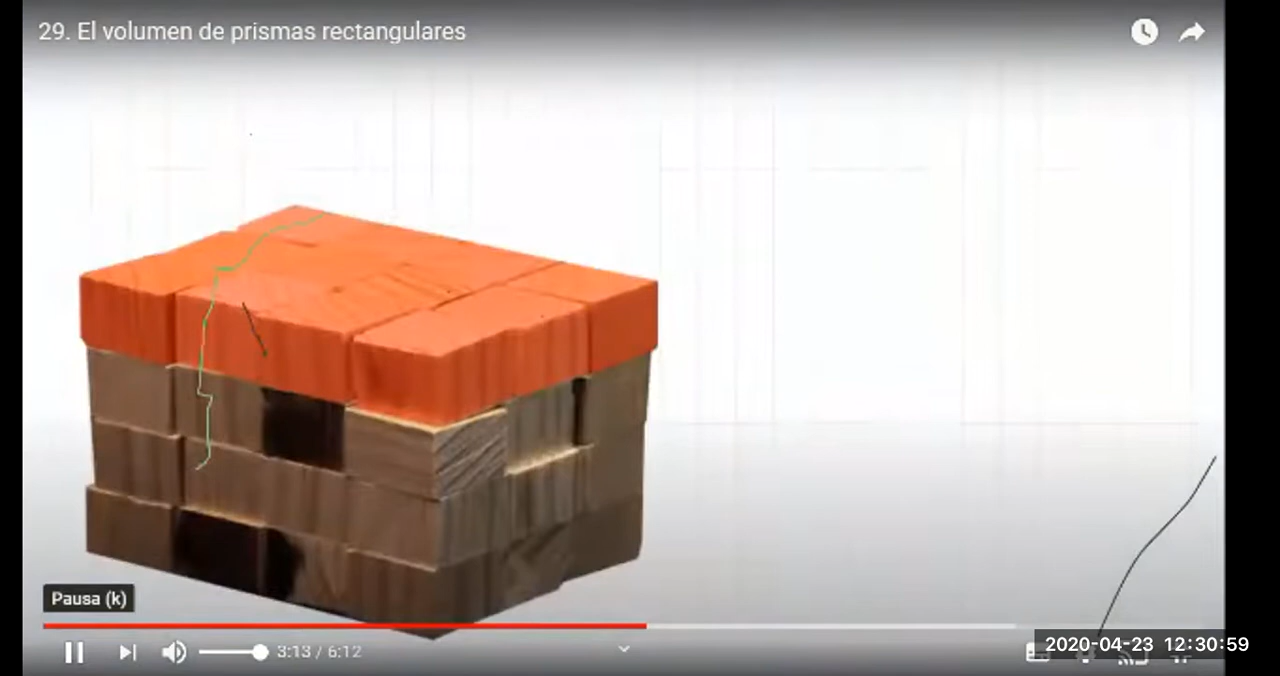 29. El volumen de prismas rectangulares
Pausa (k)
3:13 / 6:12
2020-04-23 12:30:59